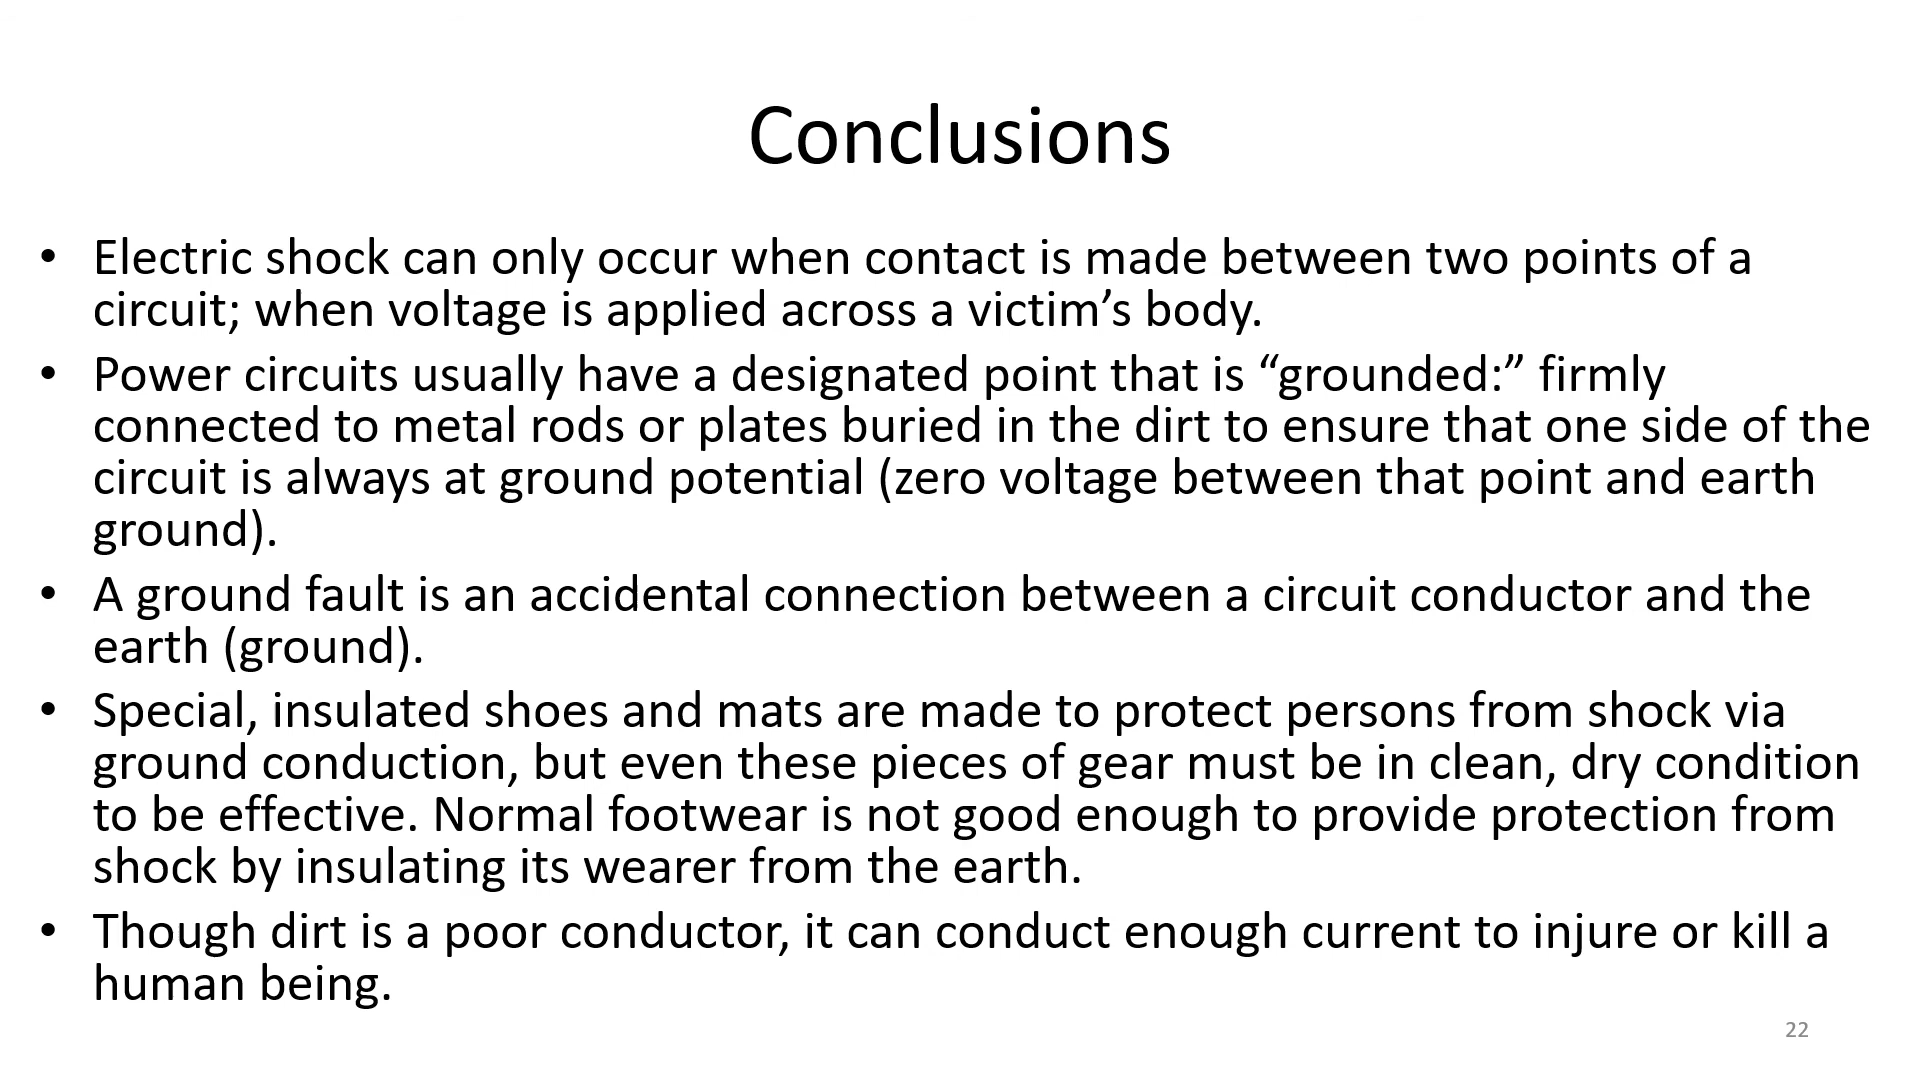 Conclusions
• Electric shock can only occur when contact is made between two points of a
circuit; when voltage is applied across a victim’s body.
• Power circuits usually have a designated point that is “grounded:” firmly
connected to metal rods or plates buried in the dirt to ensure that one side of the
circuit is always at ground potential (zero voltage between that point and earth
ground).
• A ground fault is an accidental connection between a circuit conductor and the
earth (ground).
• Special, insulated shoes and mats are made to protect persons from shock via
ground conduction, but even these pieces of gear must be in clean, dry condition
to be effective. Normal footwear is not good enough to provide protection from
shock by insulating its wearer from the earth.
• Though dirt is a poor conductor, it can conduct enough current to injure or kill a
human being.
22